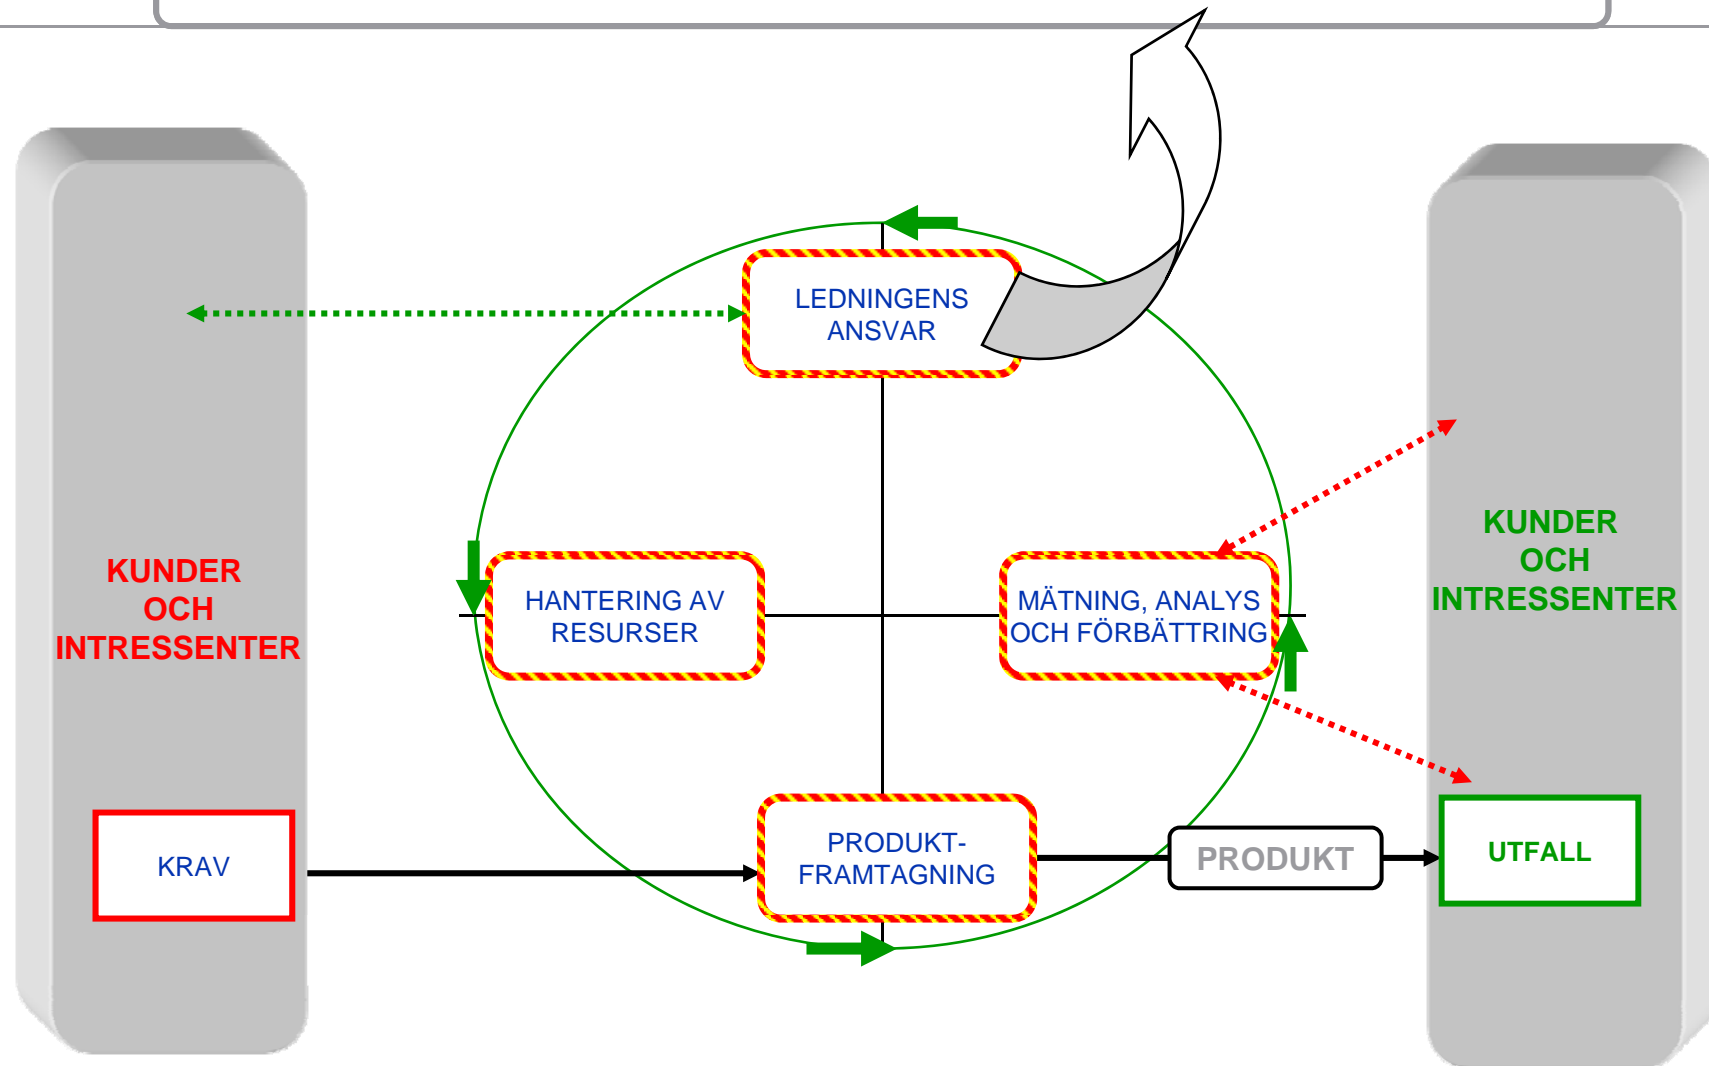 LEDNINGENS
ANSVAR
KUNDER
OCH
INTRESSENTER
HANTERING AV
RESURSER
MÄTNING, ANALYS
OCH FÖRBÄTTRING
KUNDER
OCH
INTRESSENTER
KRAV
PRODUKT-
FRAMTAGNING
PRODUKT
UTFALL